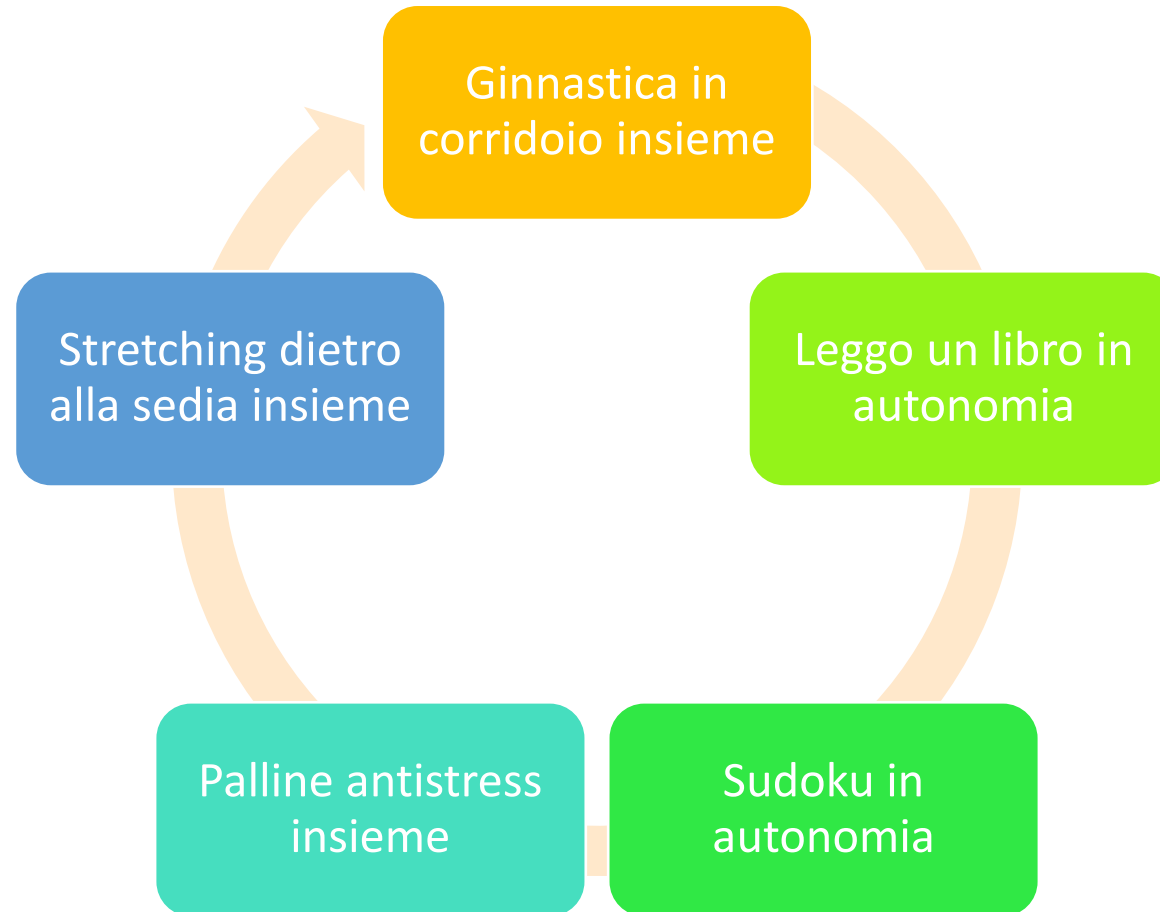 Ginnastica in
corridoio insieme
Leggo un libro in
autonomia
Sudoku in
autonomia
Palline antistress
insieme
Stretching dietro
alla sedia insieme